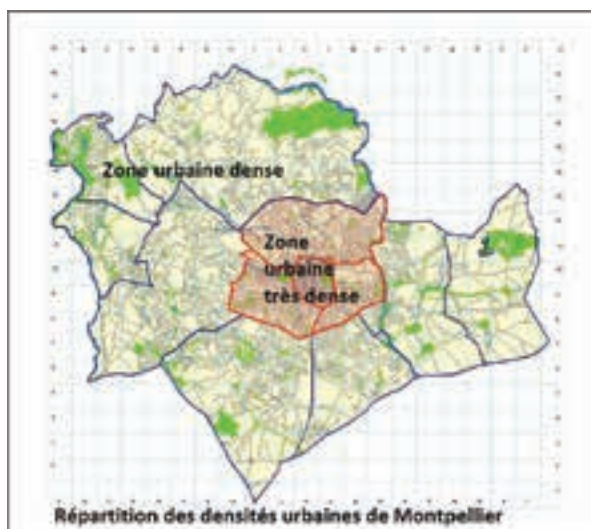 Zone urbaine dense
Zone
urbaine
très dense
Répartition des densités urbaines de Montpellier